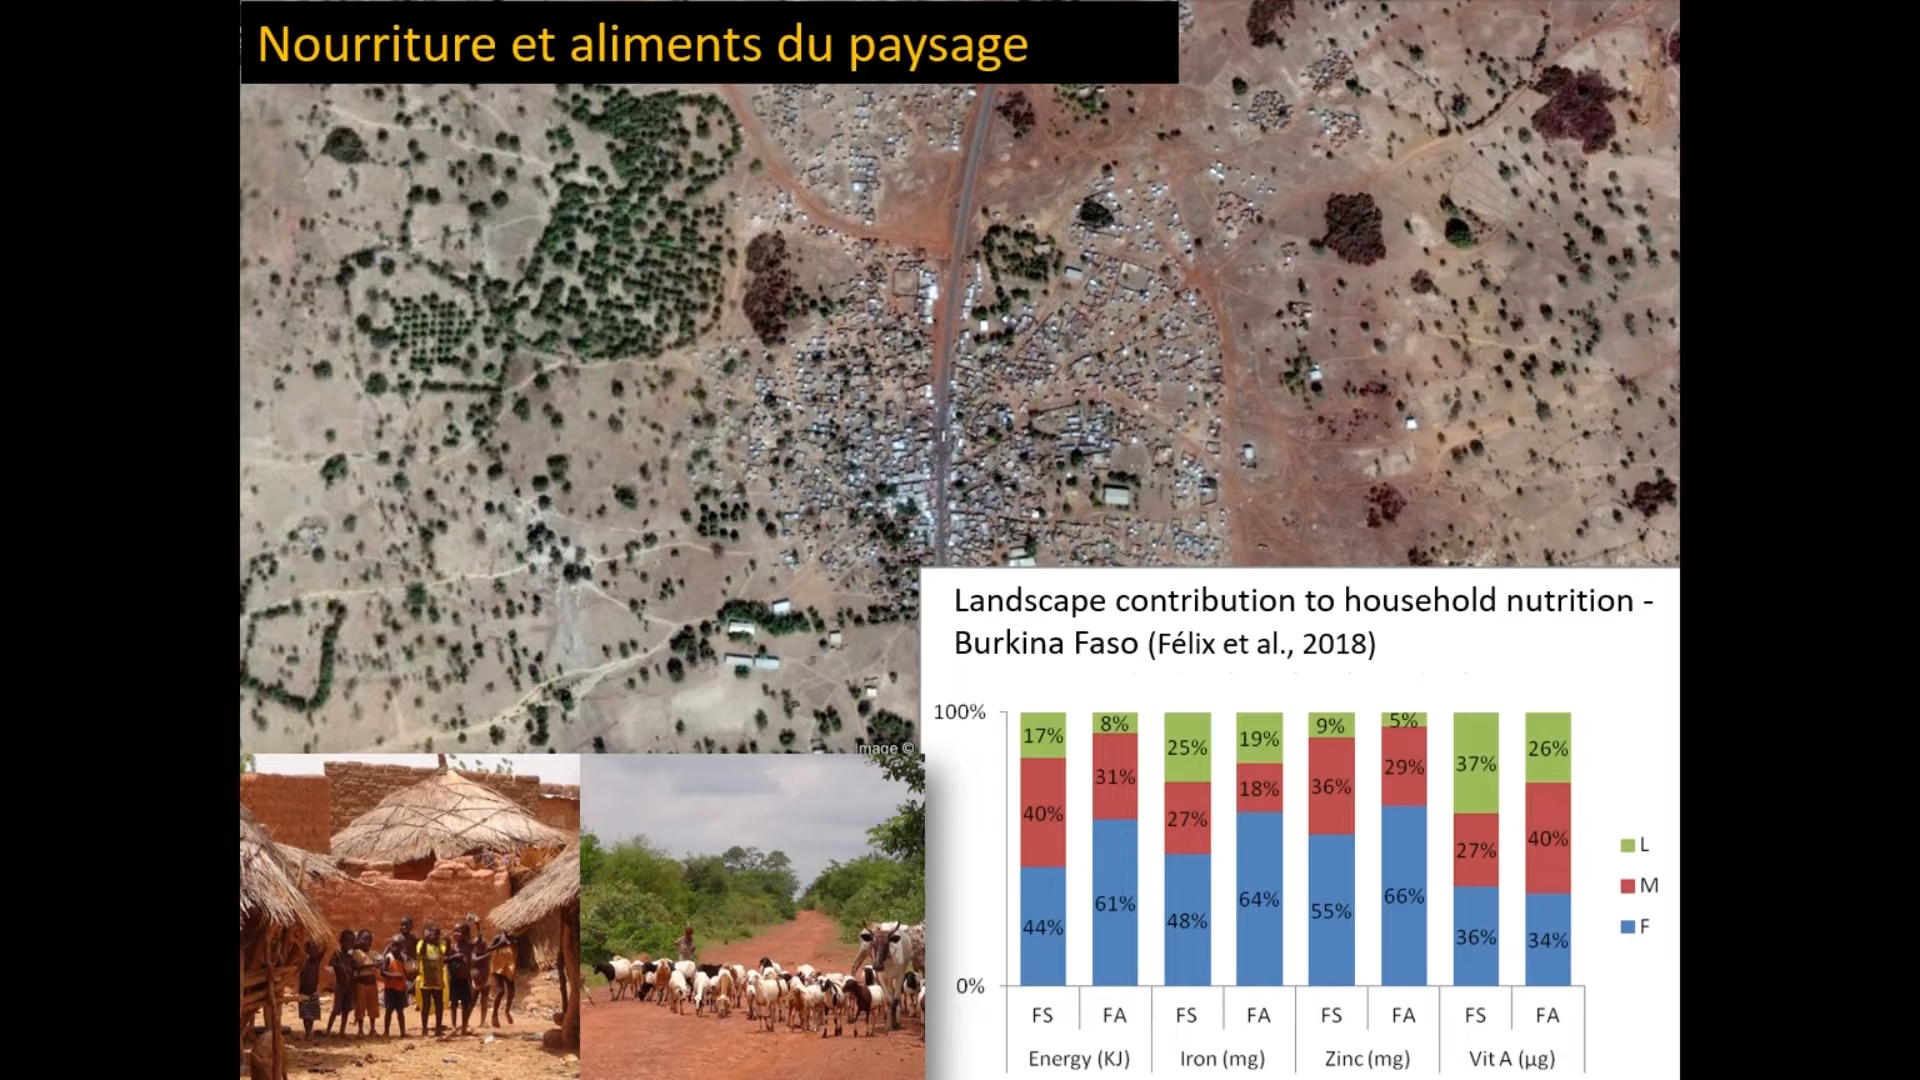 Nourriture et aliments du paysage
Image ©
Landscape contribution to household nutrition -
Burkina Faso (Félix et al., 2018)
100%
17% 8% 25% 19% 9% 5% 37% 26%
40% 31% 27% 18% 36% 29% 27% 40%
44% 61% 48% 64% 55% 66% 36% 34%
0%
L
M
F
FS FA FS FA FS FA FS FA
Energy (KJ) Iron (mg) Zinc (mg) Vit A (µg)